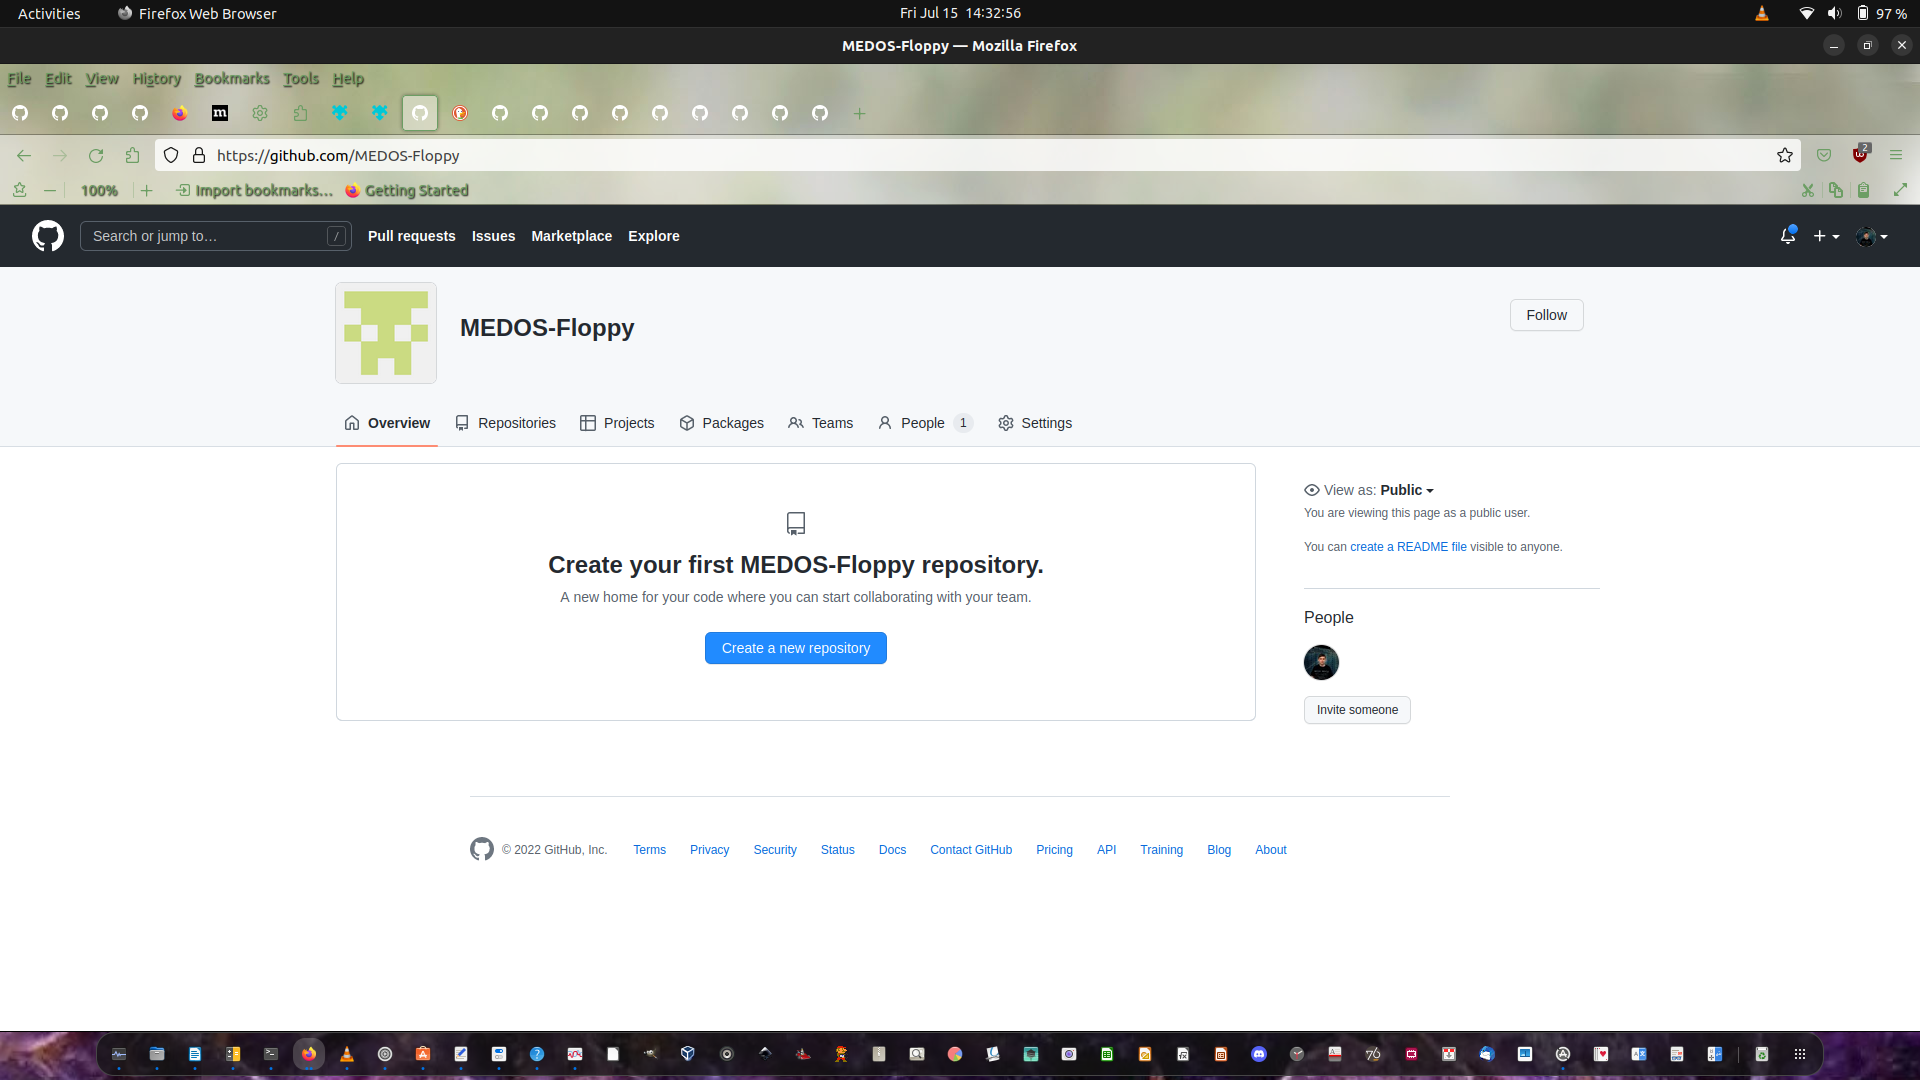 Activities
Firefox Web Browser
Fri Jul 15 14:32:56
97 %
MEDOS-Floppy — Mozilla Firefox
File Edit View History Bookmarks Tools Help
m
https://github.com/MEDOS-Floppy
2
100%
Import bookmarks...
Getting Started
Search or jump to...
/
Pull requests
Issues
Marketplace
Explore
MEDOS-Floppy
Follow
Overview
Repositories
Projects
Packages
Teams
People 1
Settings
View as: Public
You are viewing this page as a public user.
You can create a README file visible to anyone.
Create your first MEDOS-Floppy repository.
A new home for your code where you can start collaborating with your team.
Create a new repository
People
Invite someone
© 2022 GitHub, Inc.
Terms
Privacy
Security
Status
Docs
Contact GitHub
Pricing
API
Training
Blog
About